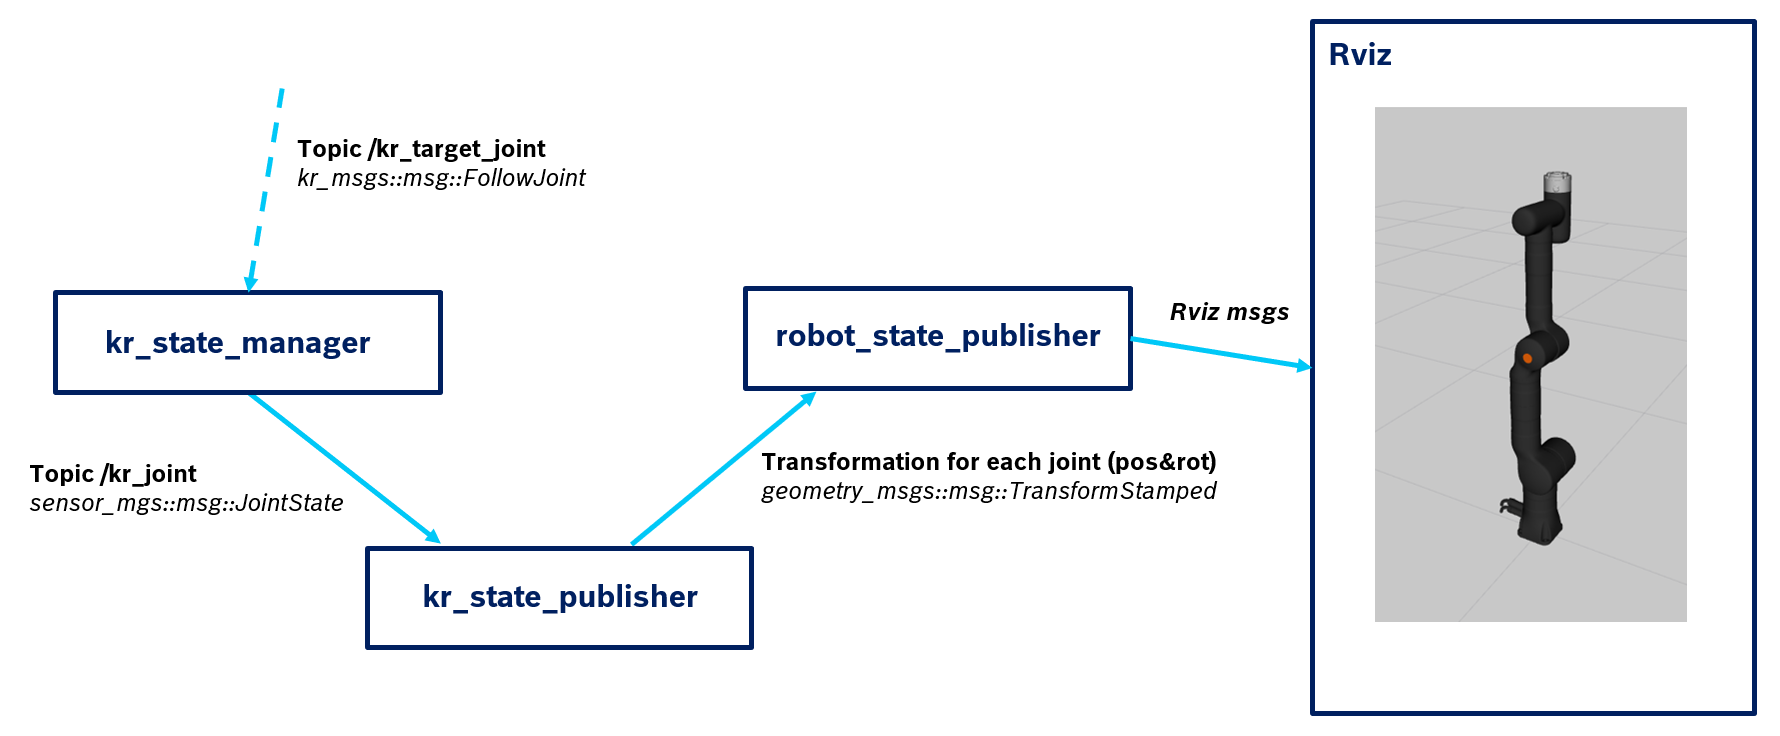 Rviz
Topic /kr_target_joint
kr_msgs::msg::FollowJoint
kr_state_manager
robot_state_publisher
Rviz msgs
Topic /kr_joint
sensor_mgs::msg::JointState
Transformation for each joint (pos&rot)
geometry_msgs::msg::TransformStamped
kr_state_publisher